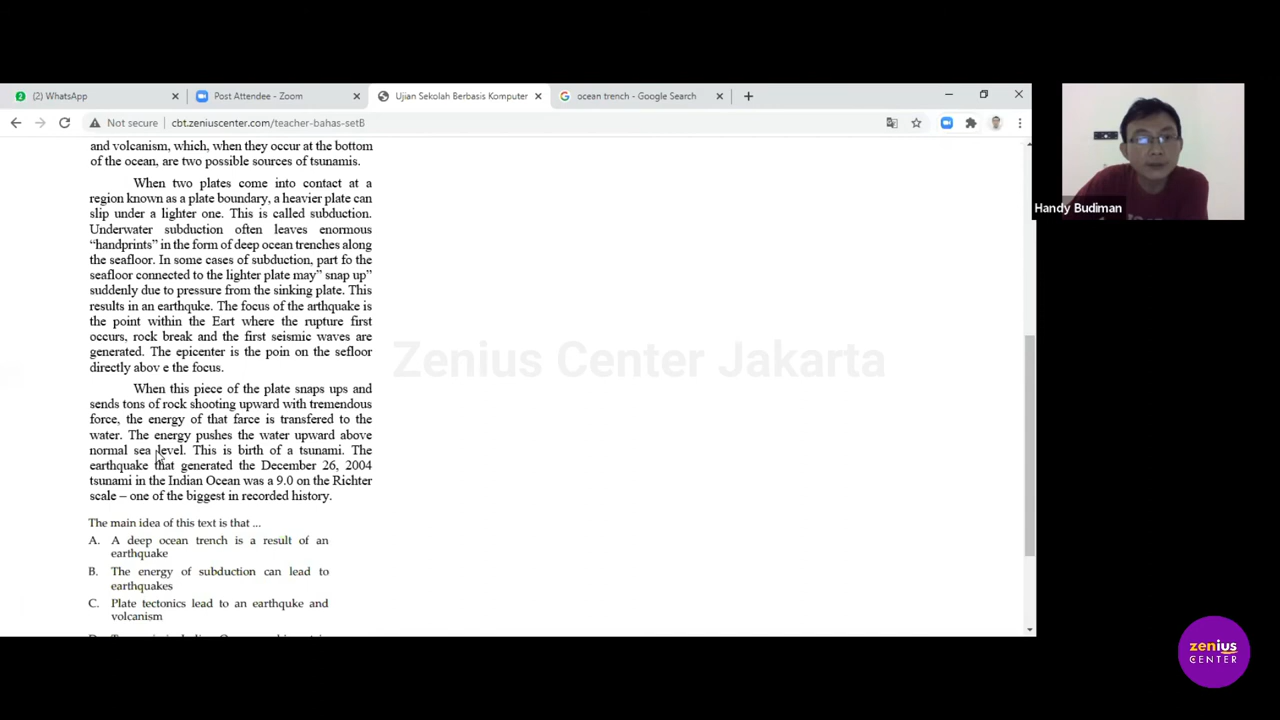 (2) WhatsApp
Post Attendee - Zoom
Ujian Sekolah Berbasis Komputer
ocean trench - Google Search
Not secure
cbt.zeniuscenter.com/teacher-bahas-setB
Handy Budiman
and volcanism, which, when they occur at the bottom
of the ocean, are two possible sources of tsunamis.
When two plates come into contact at a
region known as a plate boundary, a heavier plate can
slip under a lighter one. This is called subduction.
Underwater subduction often leaves enormous
“handprints” in the form of deep ocean trenches along
the seafloor. In some cases of subduction, part fo the
seafloor connected to the lighter plate may” snap up”
suddenly due to pressure from the sinking plate. This
results in an earthquke. The focus of the arthquake is
the point within the Eart where the rupture first
occurs, rock break and the first seismic waves are
generated. The epicenter is the poin on the sefloor
directly abov e the focus.
When this piece of the plate snaps ups and
sends tons of rock shooting upward with tremendous
force, the energy of that farce is transfered to the
water. The energy pushes the water upward above
normal sea level. This is birth of a tsunami. The
earthquake that generated the December 26, 2004
tsunami in the Indian Ocean was a 9.0 on the Richter
scale – one of the biggest in recorded history.
The main idea of this text is that ...
A. A deep ocean trench is a result of an
earthquake
B. The energy of subduction can lead to
earthquakes
C. Plate tectonics lead to an earthquke and
volcanism
Zenius Center Jakarta
zenius
CENTER